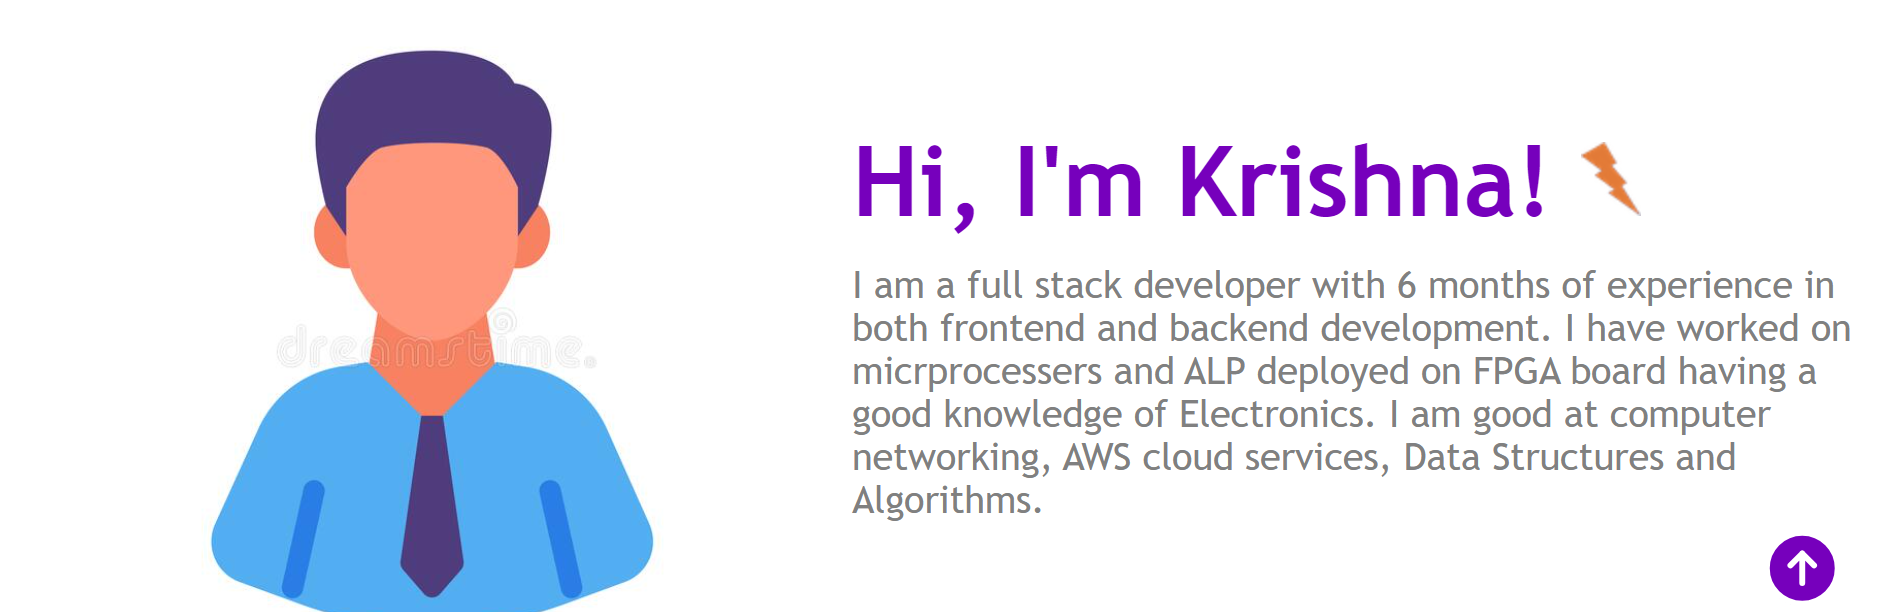 Hi, I'm Krishna!
I am a full stack developer with 6 months of experience in
both frontend and backend development. I have worked on
micrprocessers and ALP deployed on FPGA board having a
good knowledge of Electronics. I am good at computer
networking, AWS cloud services, Data Structures and
Algorithms.
dreamstime.